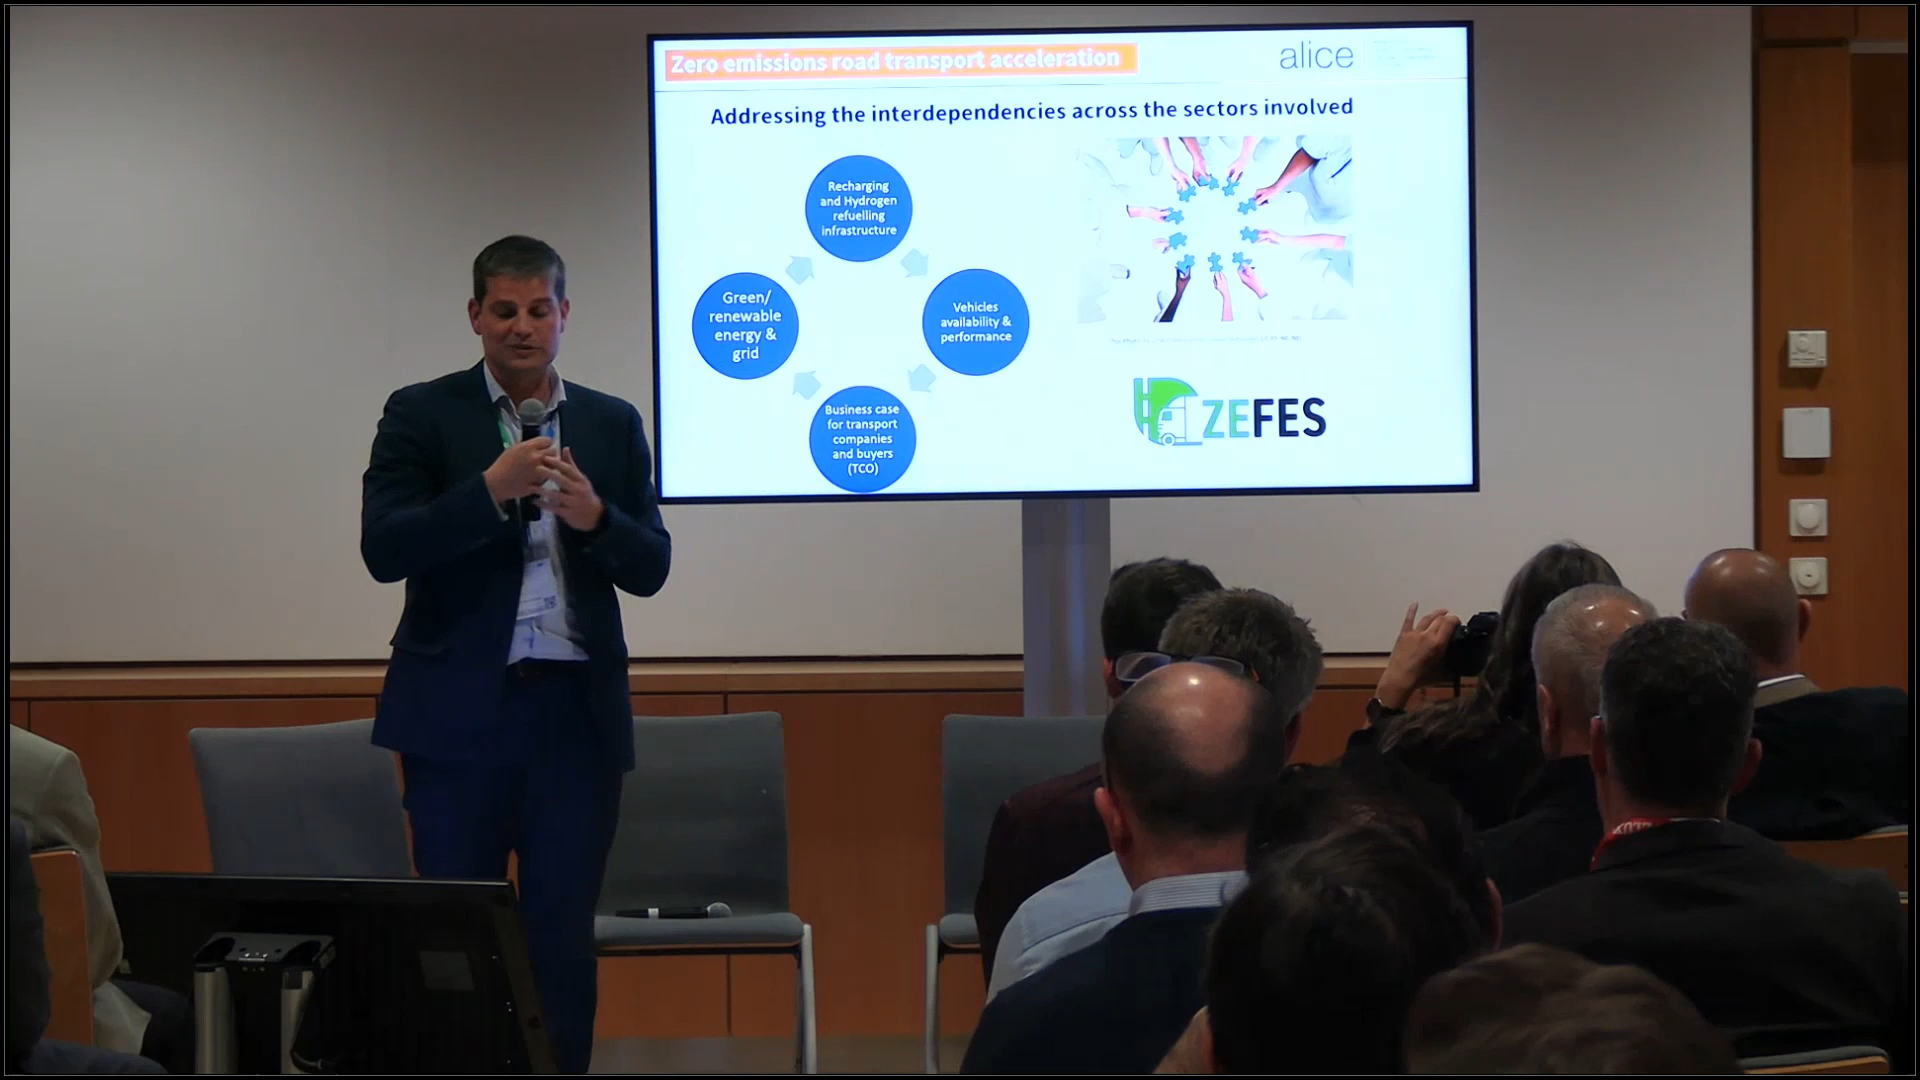 Zero emissions road transport acceleration
alice
Addressing the interdependencies across the sectors involved
Recharging
and Hydrogen
refuelling
infrastructure
Green/
renewable
energy &
grid
Vehicles
availability &
performance
Business case
for transport
companies
and buyers
(TCO)
ZEFES